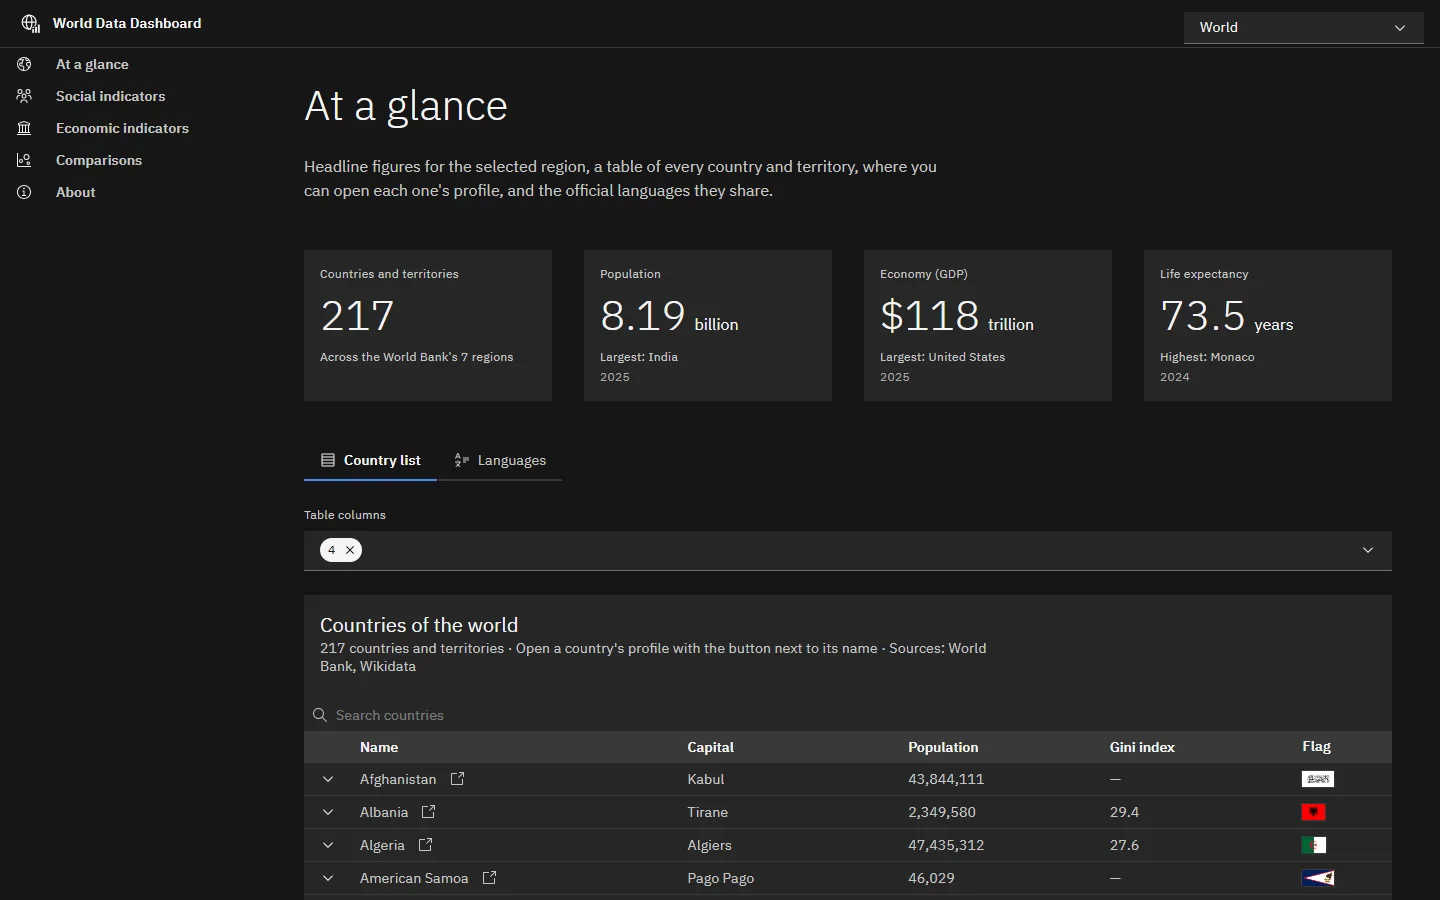 World Data Dashboard
World
At a glance
Social indicators
Economic indicators
Comparisons
About
At a glance
Headline figures for the selected region, a table of every country and territory, where you
can open each one's profile, and the official languages they share.
Countries and territories
217
Across the World Bank's 7 regions
Population
8.19 billion
Largest: India
2025
Economy (GDP)
$118 trillion
Largest: United States
2025
Life expectancy
73.5 years
Highest: Monaco
2024
Country list
Languages
Table columns
4
Countries of the world
217 countries and territories · Open a country's profile with the button next to its name · Sources: World
Bank, Wikidata
Search countries
Name Capital Population Gini index Flag
Afghanistan Kabul 43,844,111 —
Albania Tirane 2,349,580 29.4
Algeria Algiers 47,435,312 27.6
American Samoa Pago Pago 46,029 —